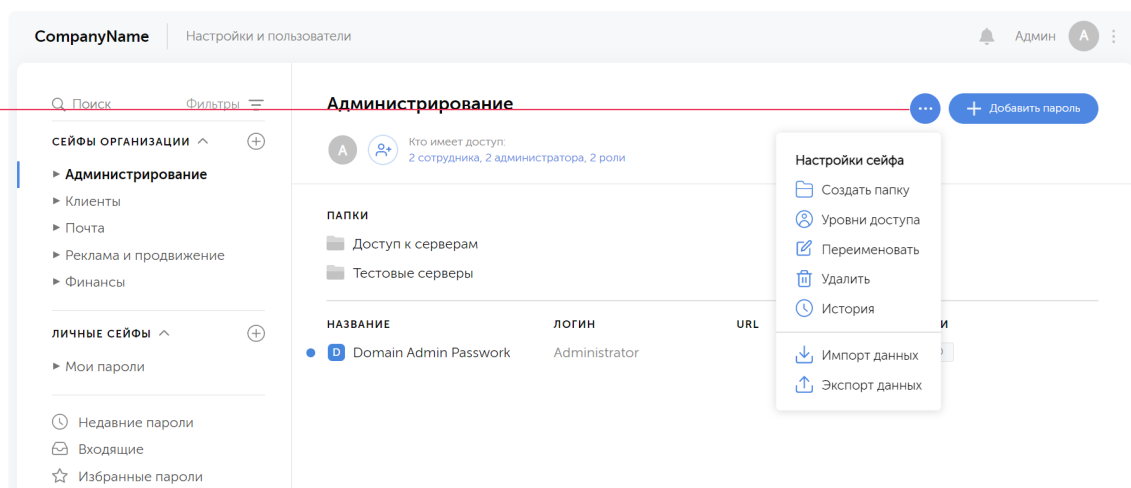 CompanyName
Настройки и пользователи
Админ
A
Поиск
Фильтры
СЕЙФЫ ОРГАНИЗАЦИИ
Администрирование
Клиенты
Почта
Реклама и продвижение
Финансы
ЛИЧНЫЕ СЕЙФЫ
Мои пароли
Недавние пароли
Входящие
Избранные пароли
Администрирование
Добавить пароль
A
Кто имеет доступ:
2 сотрудника, 2 администратора, 2 роли
ПАПКИ
Доступ к серверам
Тестовые серверы
НАЗВАНИЕ
ЛОГИН
URL
D
Domain Admin Passwork
Administrator
Настройки сейфа
Создать папку
Уровни доступа
Переименовать
Удалить
История
Импорт данных
Экспорт данных